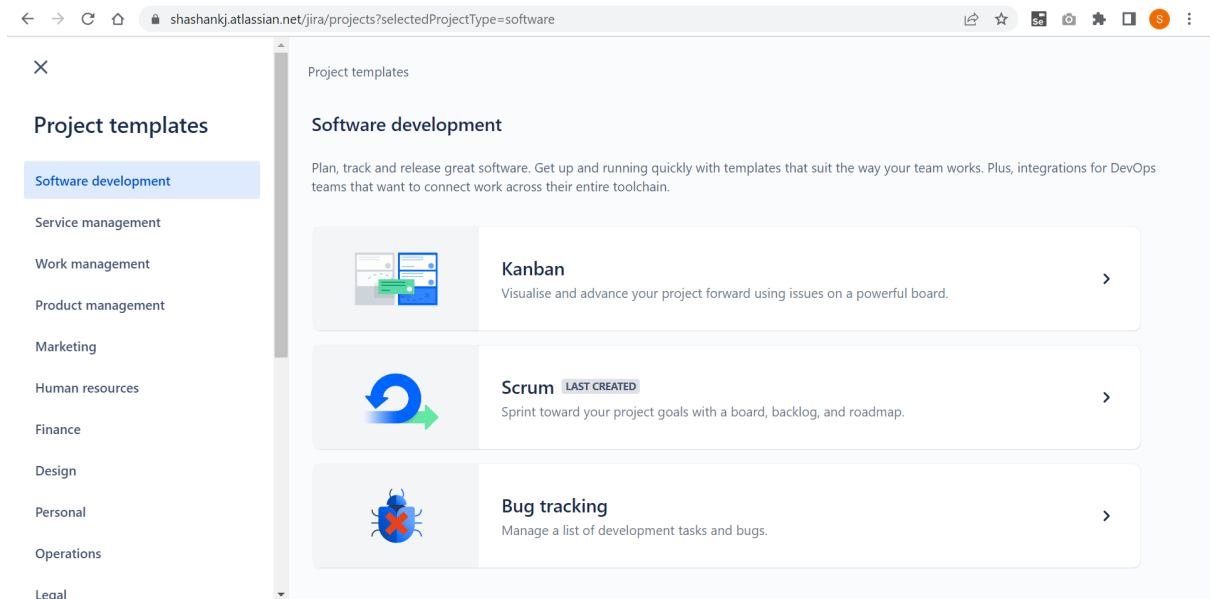 shashankj.atlassian.net/jira/projects?selectedProjectType=software
Se
S
Project templates
Software development
Service management
Work management
Product management
Marketing
Human resources
Finance
Design
Personal
Operations
Legal
Project templates
Software development
Plan, track and release great software. Get up and running quickly with templates that suit the way your team works. Plus, integrations for DevOps
teams that want to connect work across their entire toolchain.
Kanban
Visualise and advance your project forward using issues on a powerful board.
Scrum LAST CREATED
Sprint toward your project goals with a board, backlog, and roadmap.
Bug tracking
Manage a list of development tasks and bugs.